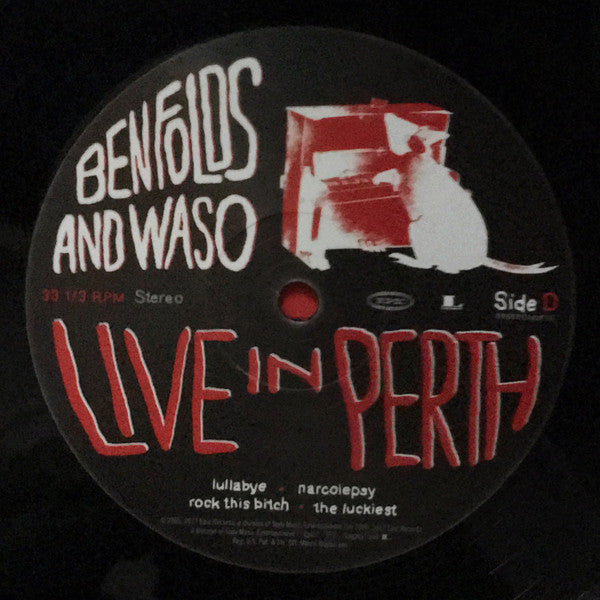 BEN FOLDS
AND WASO
33 1/3 RPM Stereo
EPIC
L
Side D
LIVE IN PERTH
lullabye - narcolepsy
rock this bitch - the luckiest